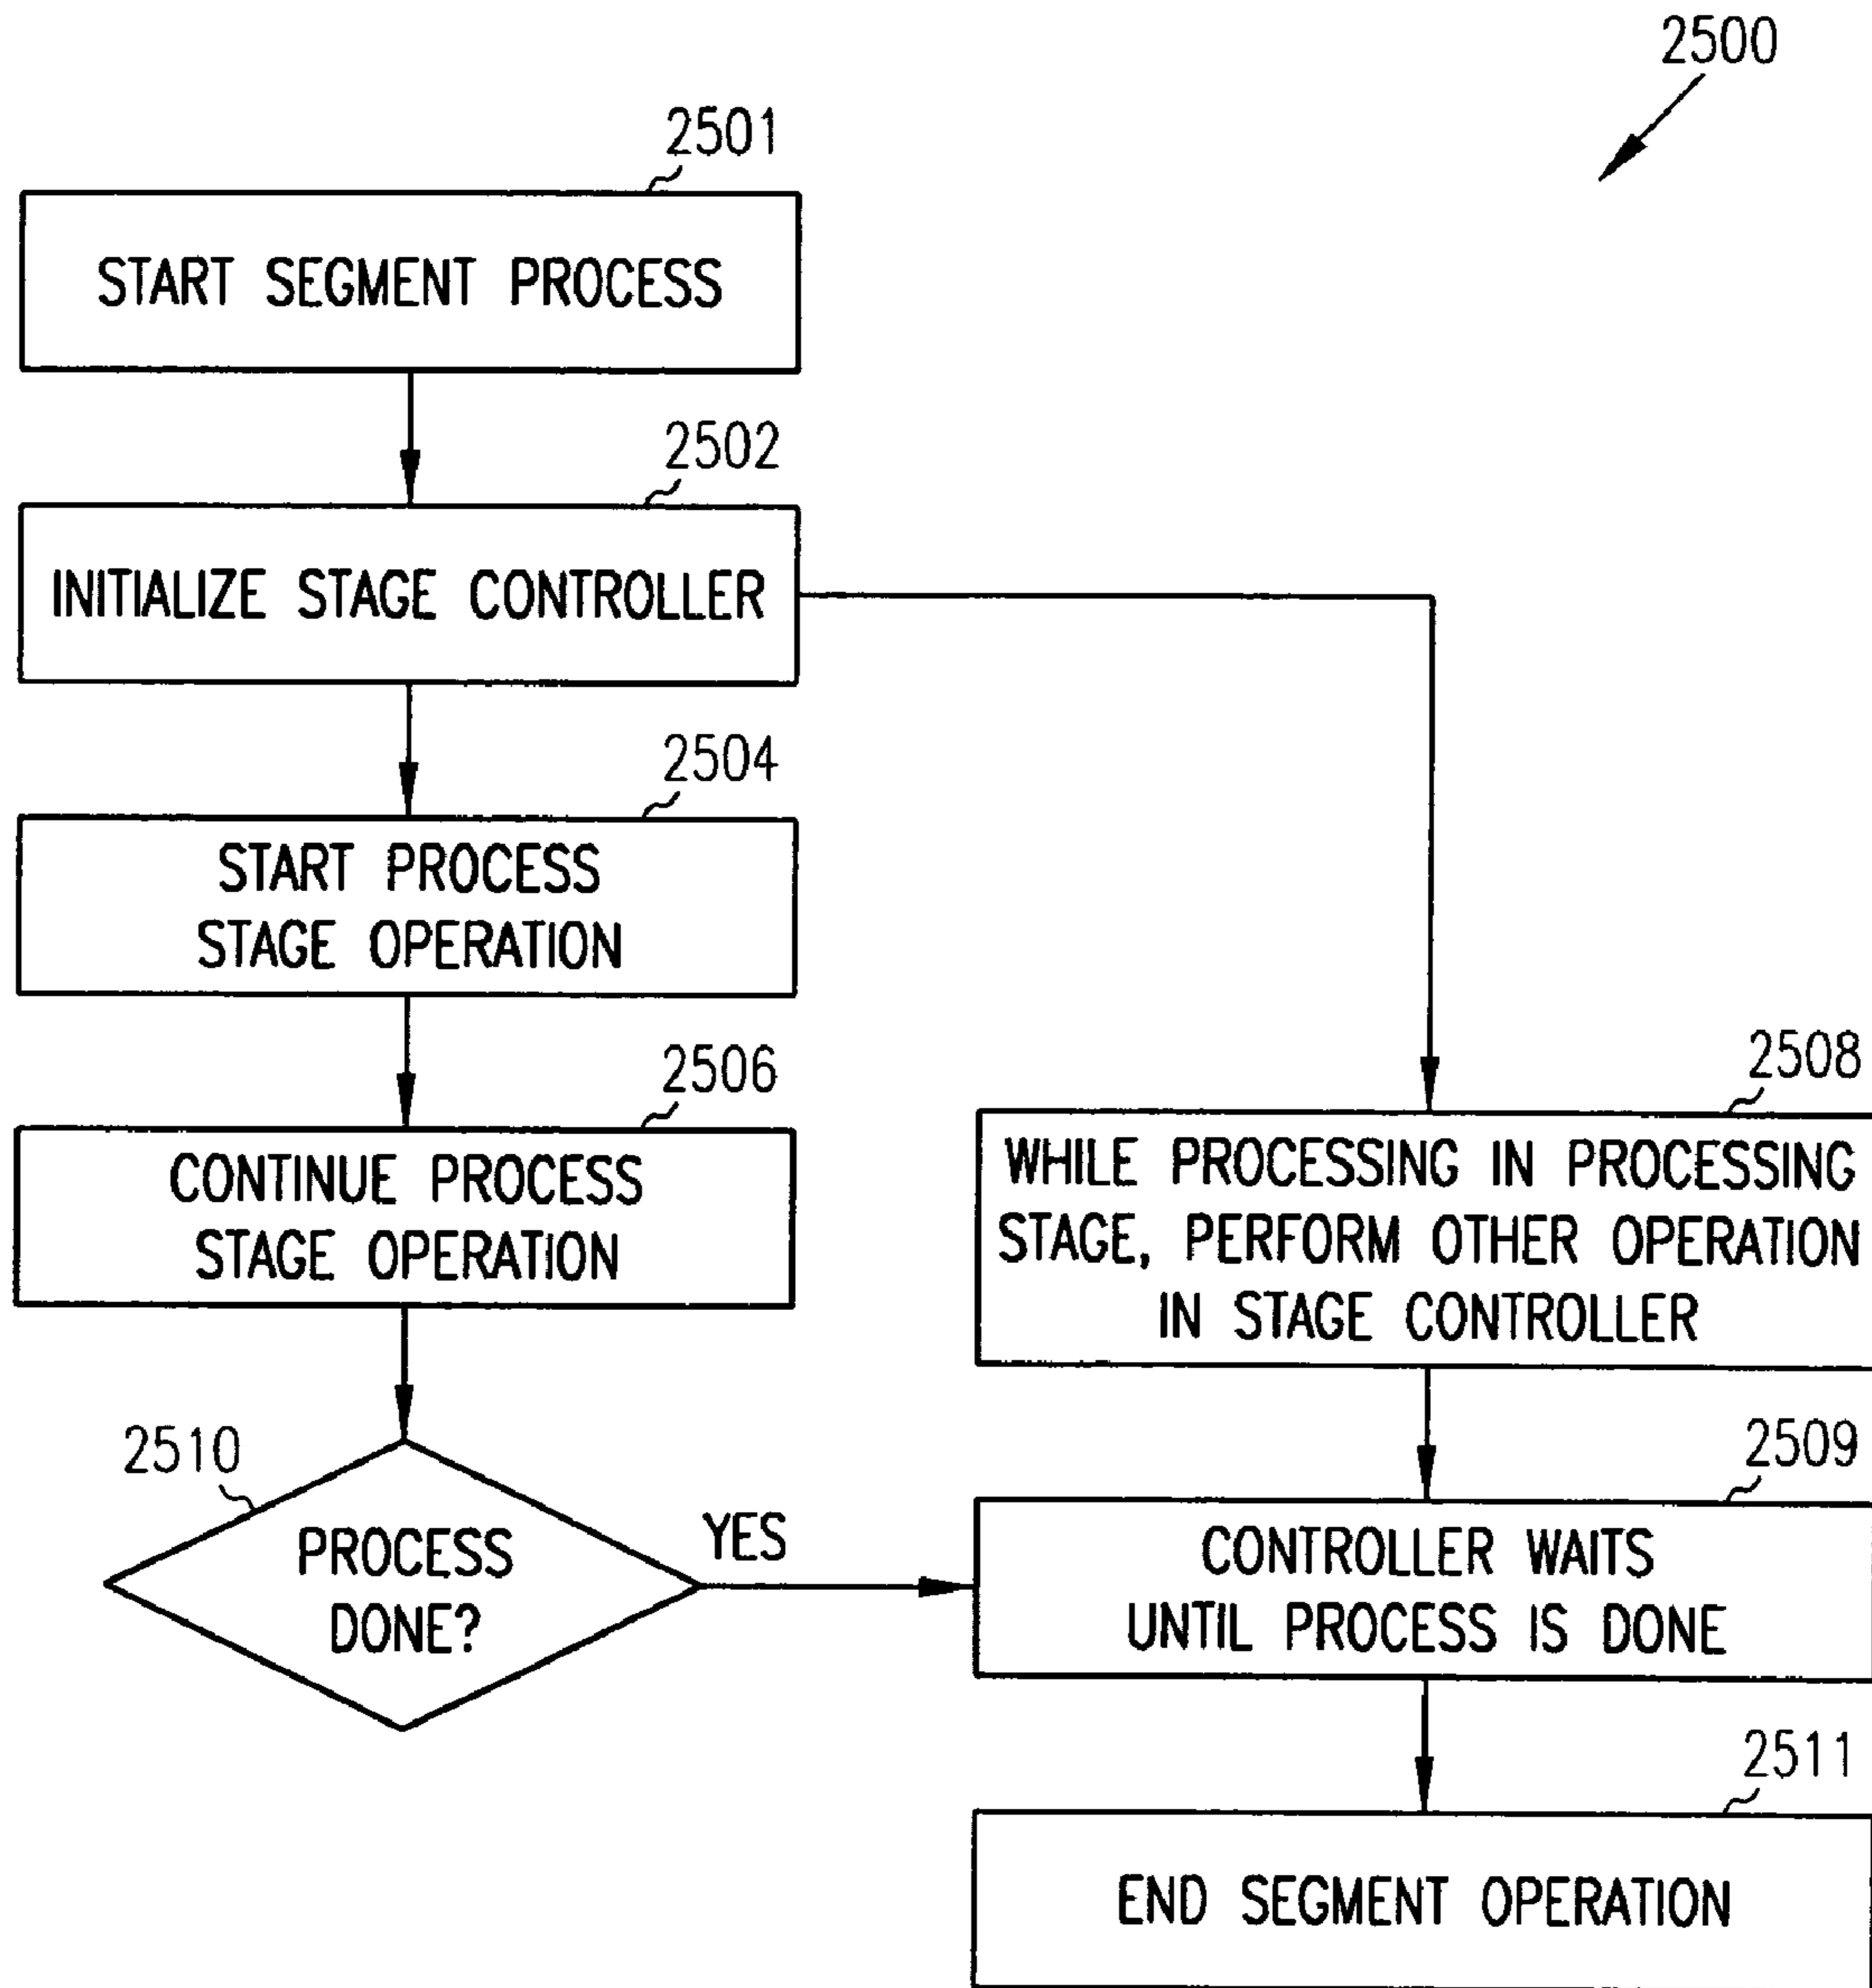 2500
2501
START SEGMENT PROCESS
2502
INITIALIZE STAGE CONTROLLER
2504
START PROCESS
STAGE OPERATION
2506
CONTINUE PROCESS
STAGE OPERATION
2508
WHILE PROCESSING IN PROCESSING
STAGE, PERFORM OTHER OPERATION
IN STAGE CONTROLLER
2510
PROCESS
DONE?
YES
2509
CONTROLLER WAITS
UNTIL PROCESS IS DONE
2511
END SEGMENT OPERATION